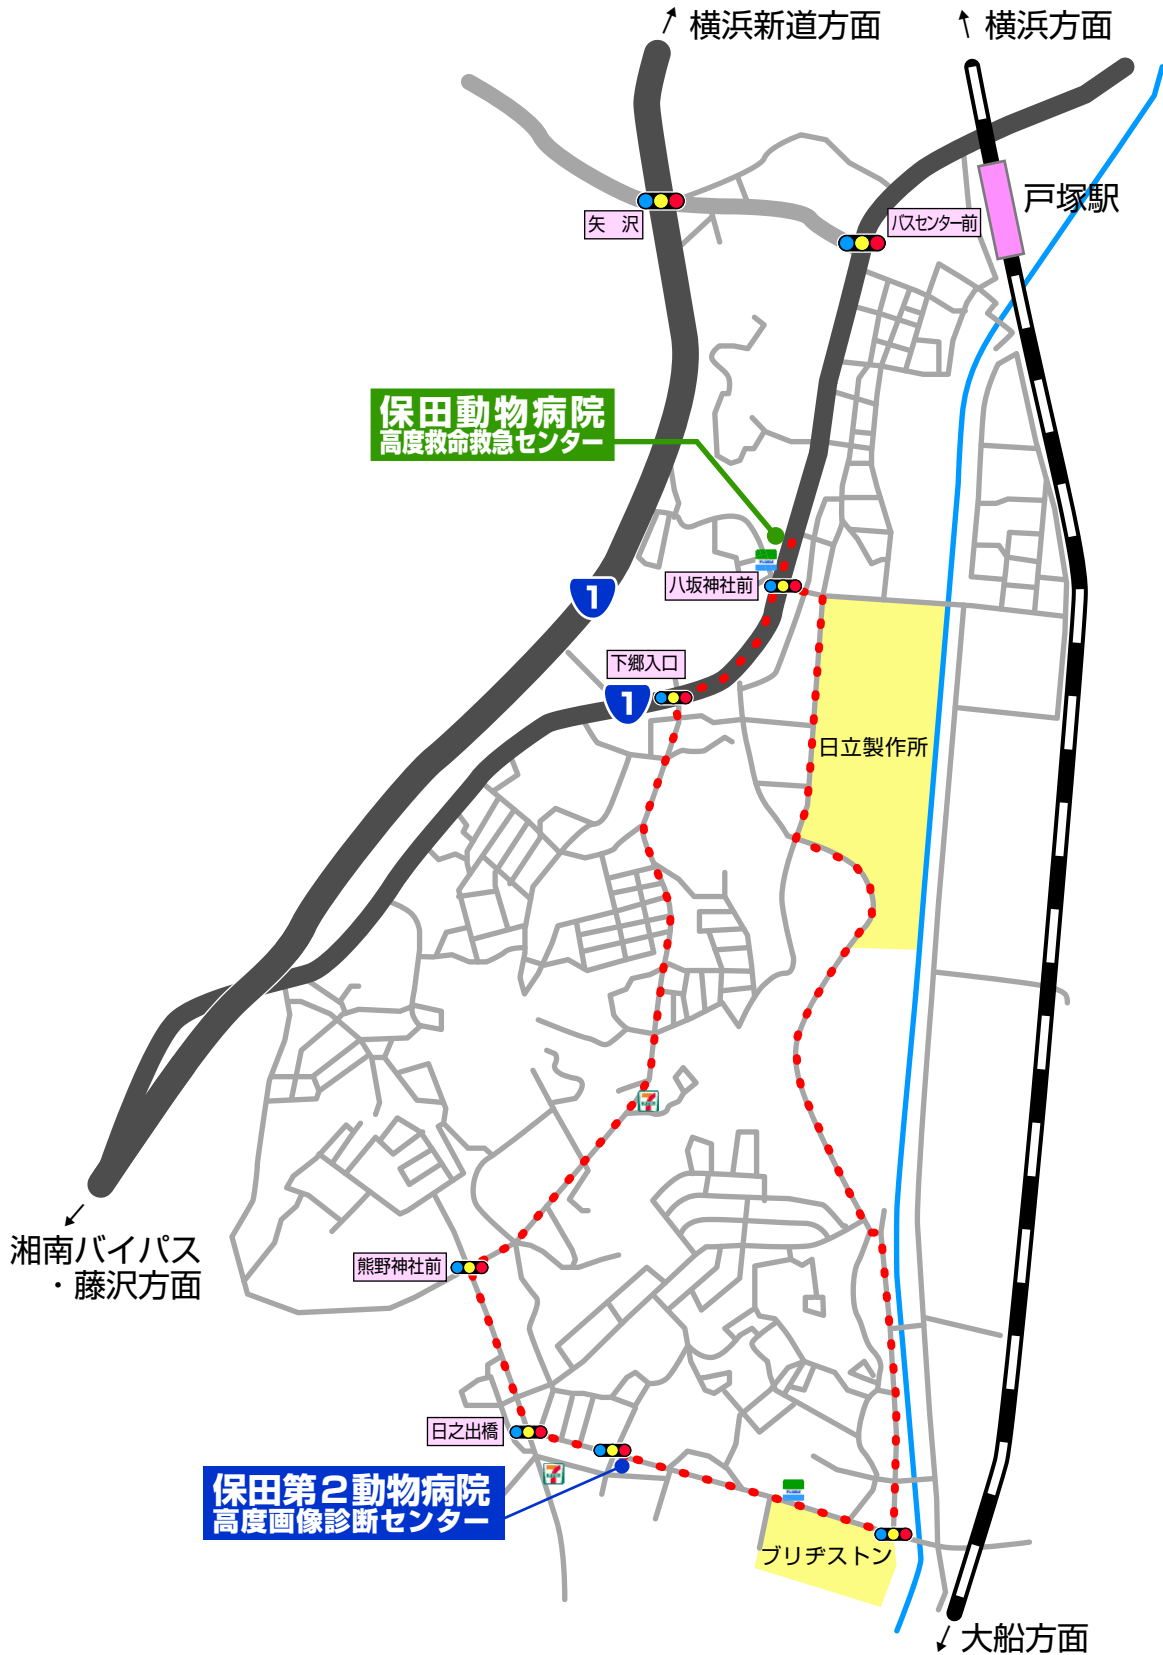 横浜新道方面
横浜方面
戸塚駅
矢 沢
バスセンター前
保田動物病院
高度救命救急センター
八坂神社前
1
下郷入口
1
日立製作所
7
湘南バイパス
・藤沢方面
熊野神社前
日之出橋
7
保田第2動物病院
高度画像診断センター
ブリヂストン
大船方面